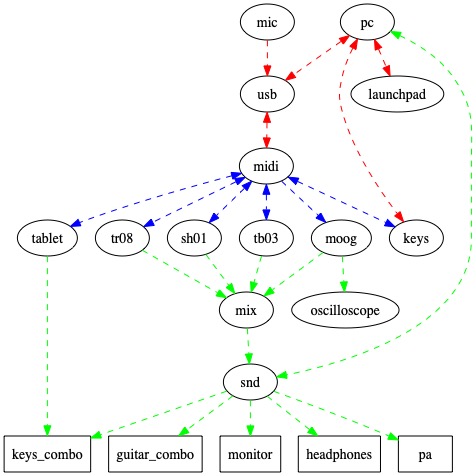 mic
pc
usb
launchpad
midi
tablet
tr08
sh01
tb03
moog
keys
mix
oscilloscope
snd
keys_combo
guitar_combo
monitor
headphones
pa